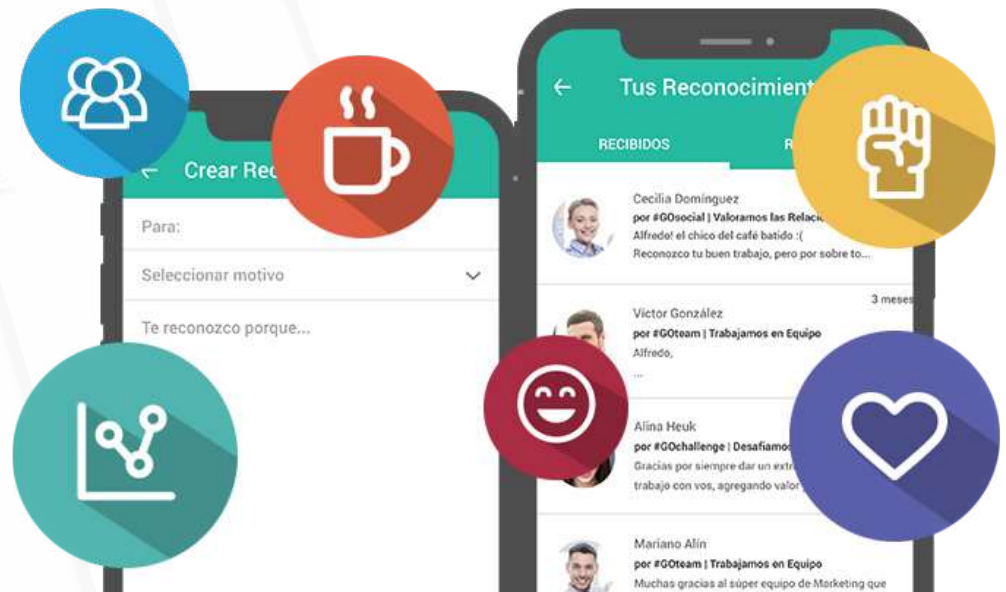 Crear Rec
Para:
Seleccionar motivo
Te reconozco porque...
Tus Reconocimient
RECIBIDOS
R
Cecilia Domínguez
por #GOsocial | Valoramos las Relacio
Alfredo! el chico del café batido :(
Reconozco tu buen trabajo, pero por sobre to...
3 meses
Víctor González
por #GOteam | Trabajamos en Equipo
Alfredo,
...
Alina Heuk
por #GOchallenge | Desafiamos
Gracias por siempre dar un extra
trabajo con vos, agregando valor
Mariano Alín
por #GOteam | Trabajamos en Equipo
Muchas gracias al súper equipo de Marketing que